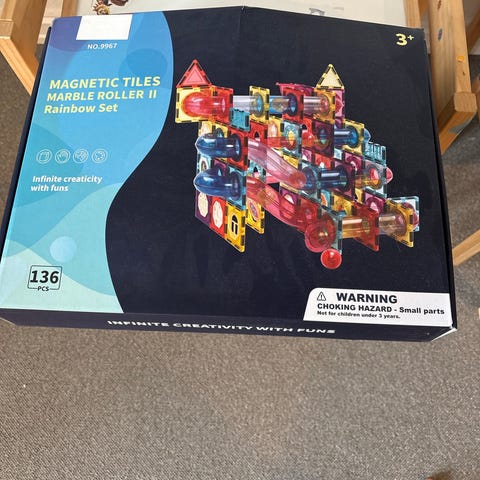 NO.9967
3+
MAGNETIC TILES
MARBLE ROLLER II
Rainbow Set
Infinite creativity
with funs
136
PCS
WARNING
CHOKING HAZARD - Small parts
Not for children under 3 years.
INFINITE CREATIVITY WITH FUNS